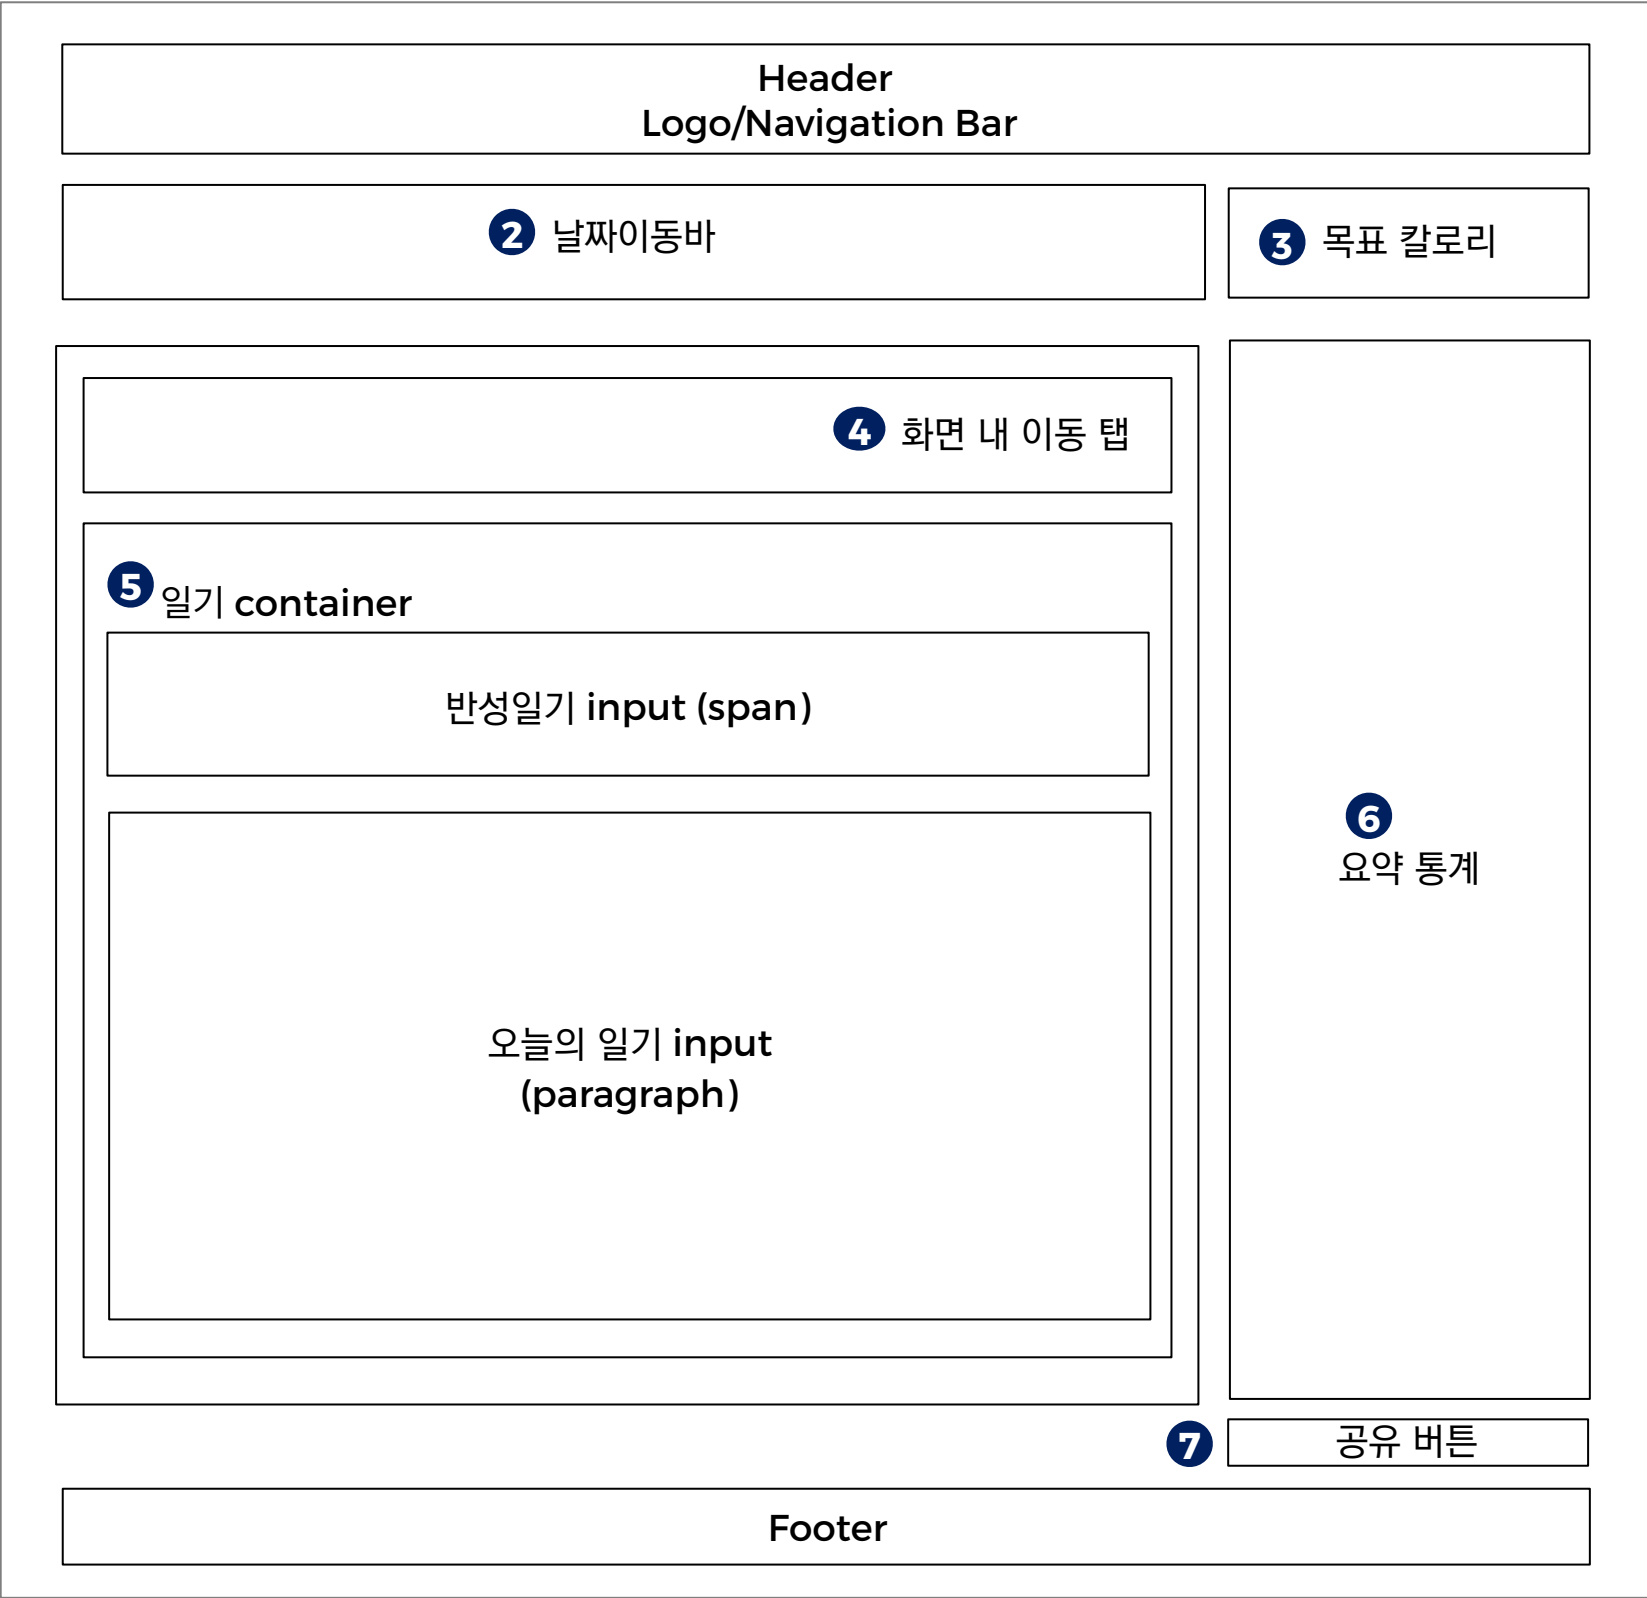 Header
Logo/Navigation Bar
2 날짜이동바
3 목표 칼로리
4 화면 내 이동 탭
5 일기 container
반성일기 input (span)
오늘의 일기 input
(paragraph)
6
요약 통계
7 공유 버튼
Footer